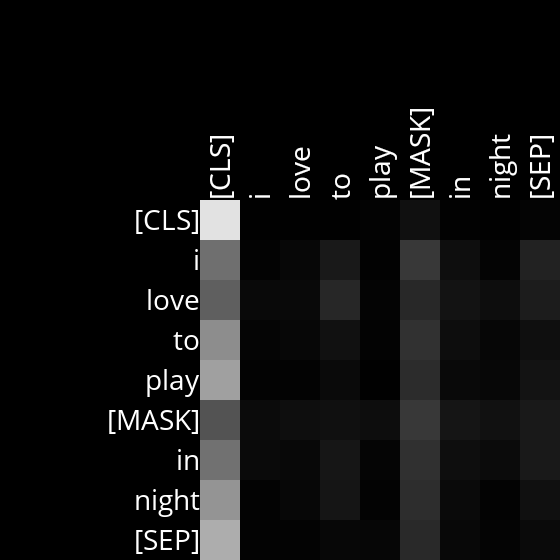 [CLS] i love to play [MASK] in night [SEP]
[CLS]
i
love
to
play
[MASK]
in
night
[SEP]